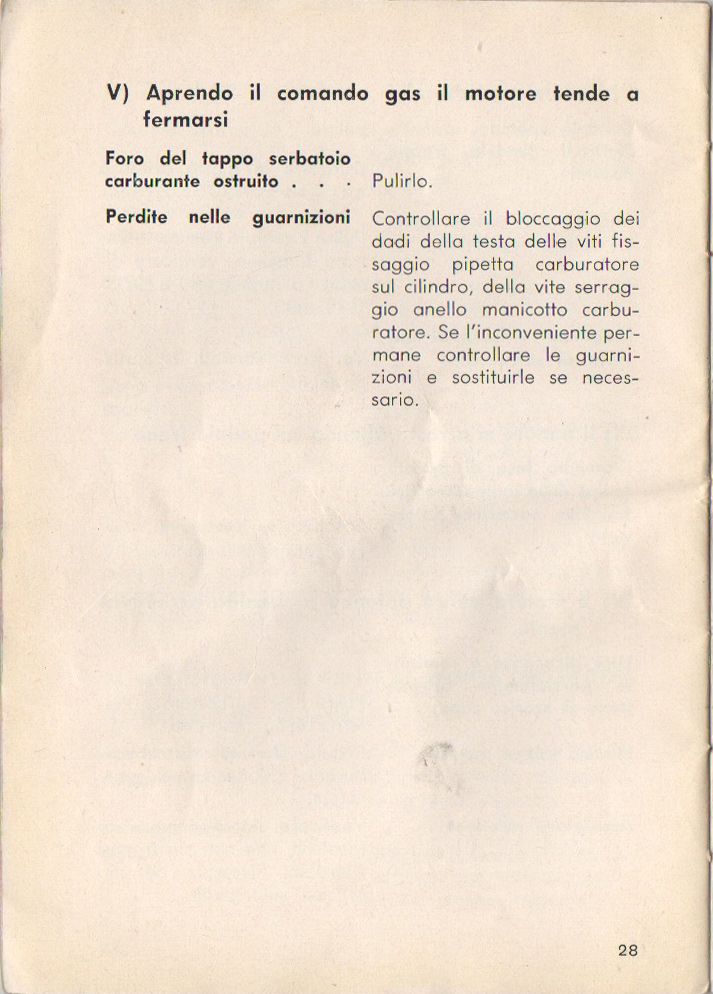 V) Aprendo il comando gas il motore tende a
fermarsi
Foro del tappo serbatoio
carburante ostruito . . . Pulirlo.
Perdite nelle guarnizioni Controllare il bloccaggio dei
dadi della testa delle viti fis-
saggio pipetta carburatore
sul cilindro, della vite serrag-
gio anello manicotto carbu-
ratore. Se l'inconveniente per-
mane controllare le guarni-
zioni e sostituirle se neces-
sario.
28